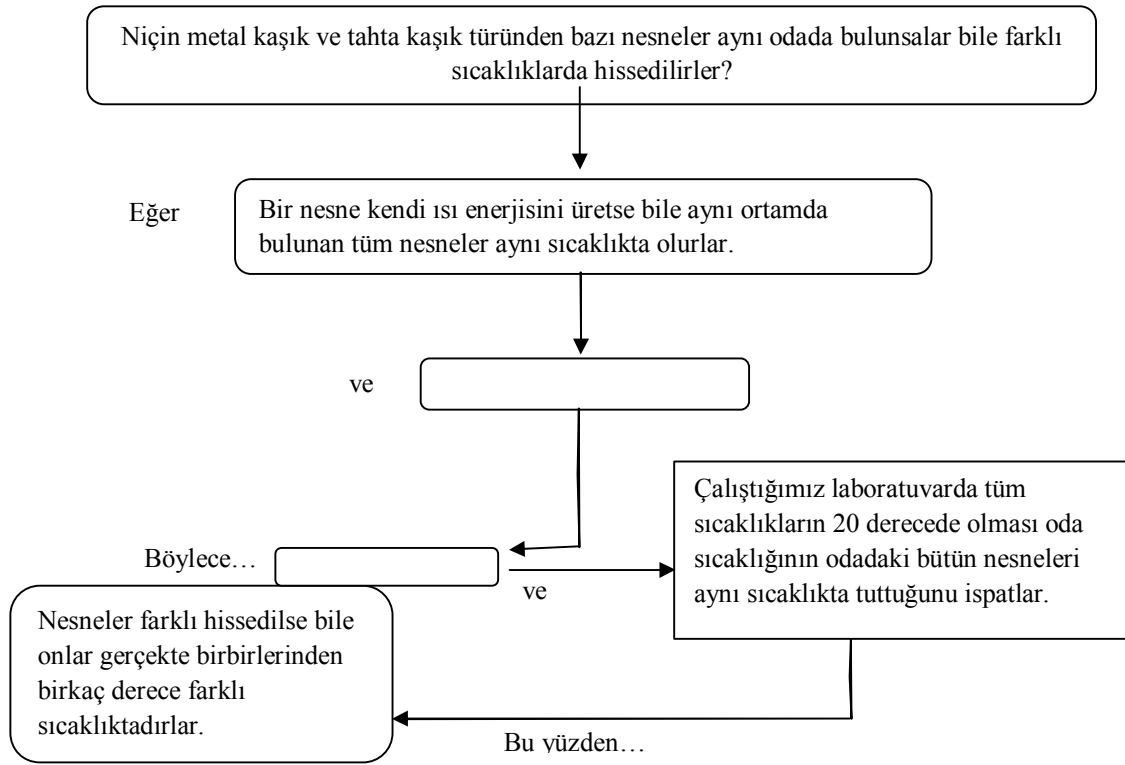 Niçin metal kaşık ve tahta kaşık türünden bazı nesneler aynı odada bulunsalar bile farklı
sıcaklıklarda hissedilirler?
Eğer
Bir nesne kendi ısı enerjisini üretse bile aynı ortamda
bulunan tüm nesneler aynı sıcaklıkta olurlar.
ve
Çalıştığımız laboratuvarda tüm
sıcaklıkların 20 derecede olması oda
sıcaklığının odadaki bütün nesneleri
aynı sıcaklıkta tuttuğunu ispatlar.
Böylece…
ve
Nesneler farklı hissedilse bile
onlar gerçekte birbirlerinden
birkaç derece farklı
sıcaklıktadırlar.
Bu yüzden…